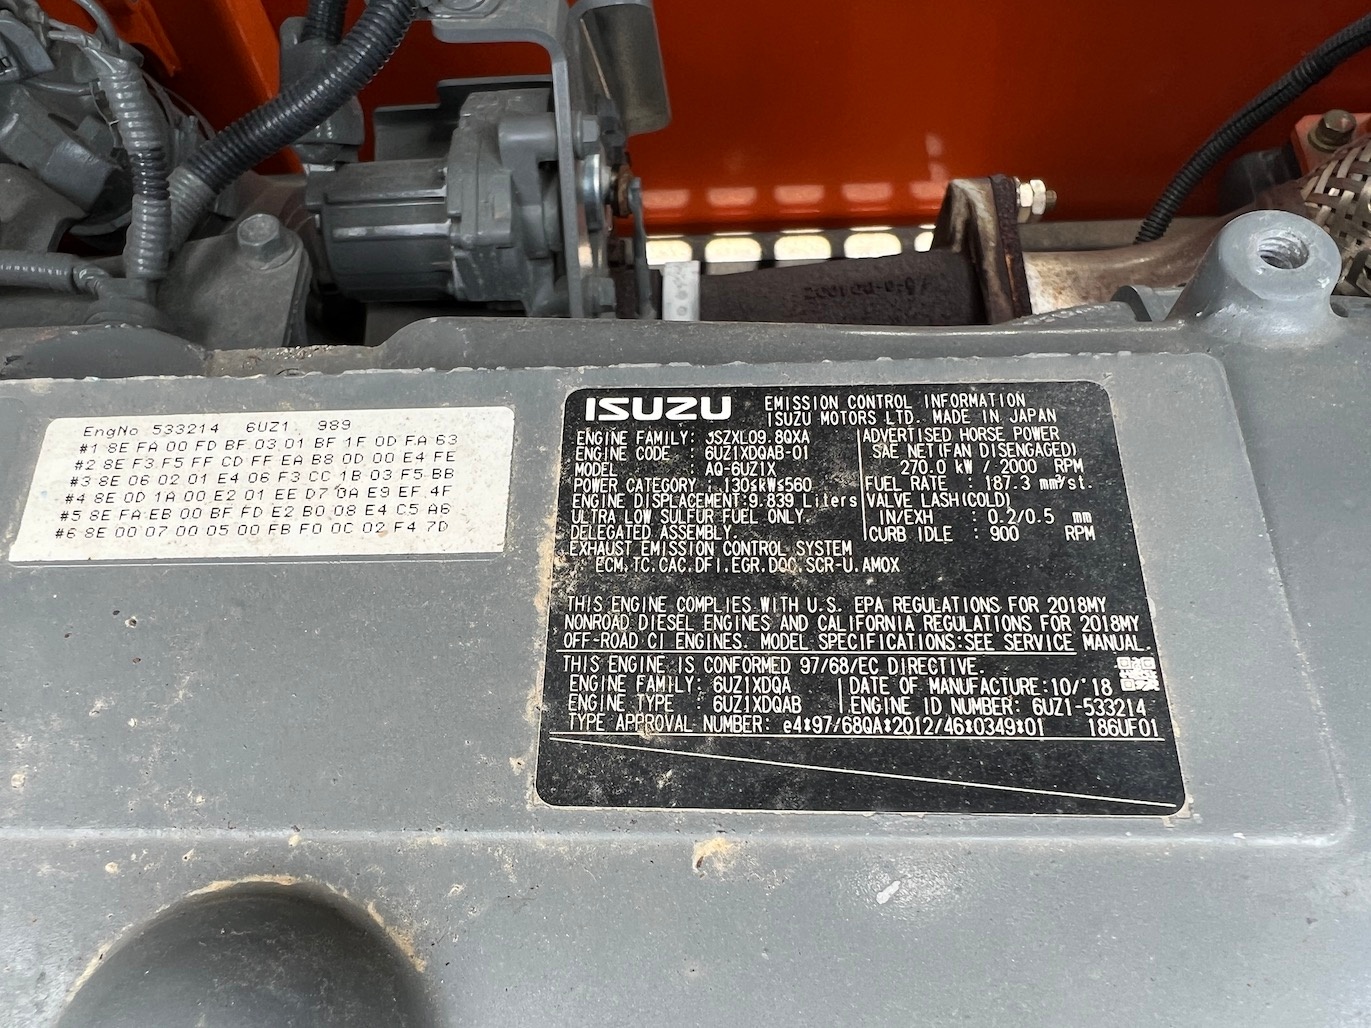 EngNo 533214 6UZ1 989
#1 8E FA 00 FD BF 03 01 BF 1F 0D FA 63
#2 8E F3 F5 FF CD FF EA B8 0D 00 E4 FE
#3 8E 06 02 01 E4 06 F3 CC 1B 03 F5 BB
#4 8E 0D 1A 00 E2 01 EE D7 0A E9 EF 4F
#5 8E FA EB 00 BF FD E2 B0 08 E4 C5 A6
#6 8E 00 07 00 05 00 FB F0 0C 02 F4 7D
ISUZU EMISSION CONTROL INFORMATION
ISUZU MOTORS LTD. MADE IN JAPAN
ENGINE FAMILY: JSZXL09.8QXA
ENGINE CODE : 6UZ1XDQAB-01
MODEL : AQ-6UZ1X
POWER CATEGORY : 130≤kW≤560
ENGINE DISPLACEMENT:9.839 Liters
ULTRA LOW SULFUR FUEL ONLY.
DELEGATED ASSEMBLY.
EXHAUST EMISSION CONTROL SYSTEM
ECM.TC.CAC.DFI.EGR.DOC.SCR-U.AMOX
ADVERTISED HORSE POWER
SAE NET(FAN DISENGAGED)
270.0 kW / 2000 RPM
FUEL RATE : 187.3 mm³/st.
VALVE LASH(COLD)
IN/EXH : 0.2/0.5 mm
CURB IDLE : 900 RPM
THIS ENGINE COMPLIES WITH U.S. EPA REGULATIONS FOR 2018MY
NONROAD DIESEL ENGINES AND CALIFORNIA REGULATIONS FOR 2018MY
OFF-ROAD CI ENGINES. MODEL SPECIFICATIONS:SEE SERVICE MANUAL.
THIS ENGINE IS CONFORMED 97/68/EC DIRECTIVE.
ENGINE FAMILY: 6UZ1XDQA DATE OF MANUFACTURE:10/'18
ENGINE TYPE : 6UZ1XDQAB ENGINE ID NUMBER: 6UZ1-533214
TYPE APPROVAL NUMBER: e4*97/68QA*2012/46*0349*01 186UF01